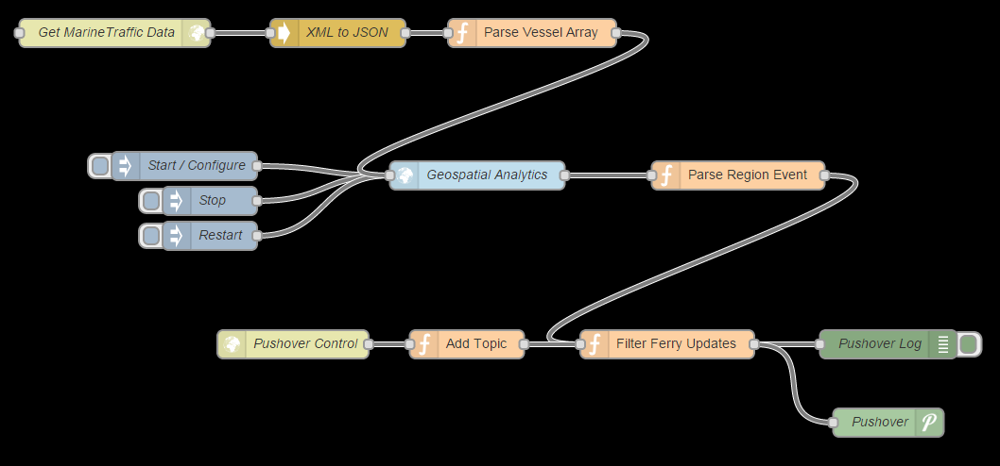 Get MarineTraffic Data
XML to JSON
Parse Vessel Array
Start / Configure
Geospatial Analytics
Parse Region Event
Stop
Restart
Pushover Control
Add Topic
Filter Ferry Updates
Pushover Log
Pushover